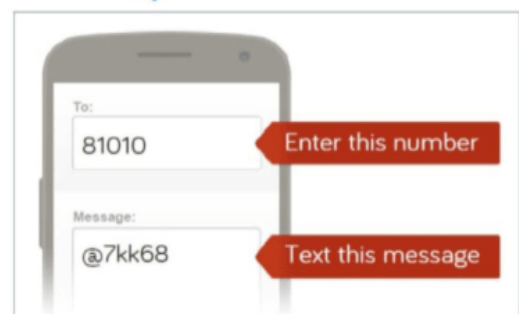 To:
81010
Enter this number
Message:
@7kk68
Text this message